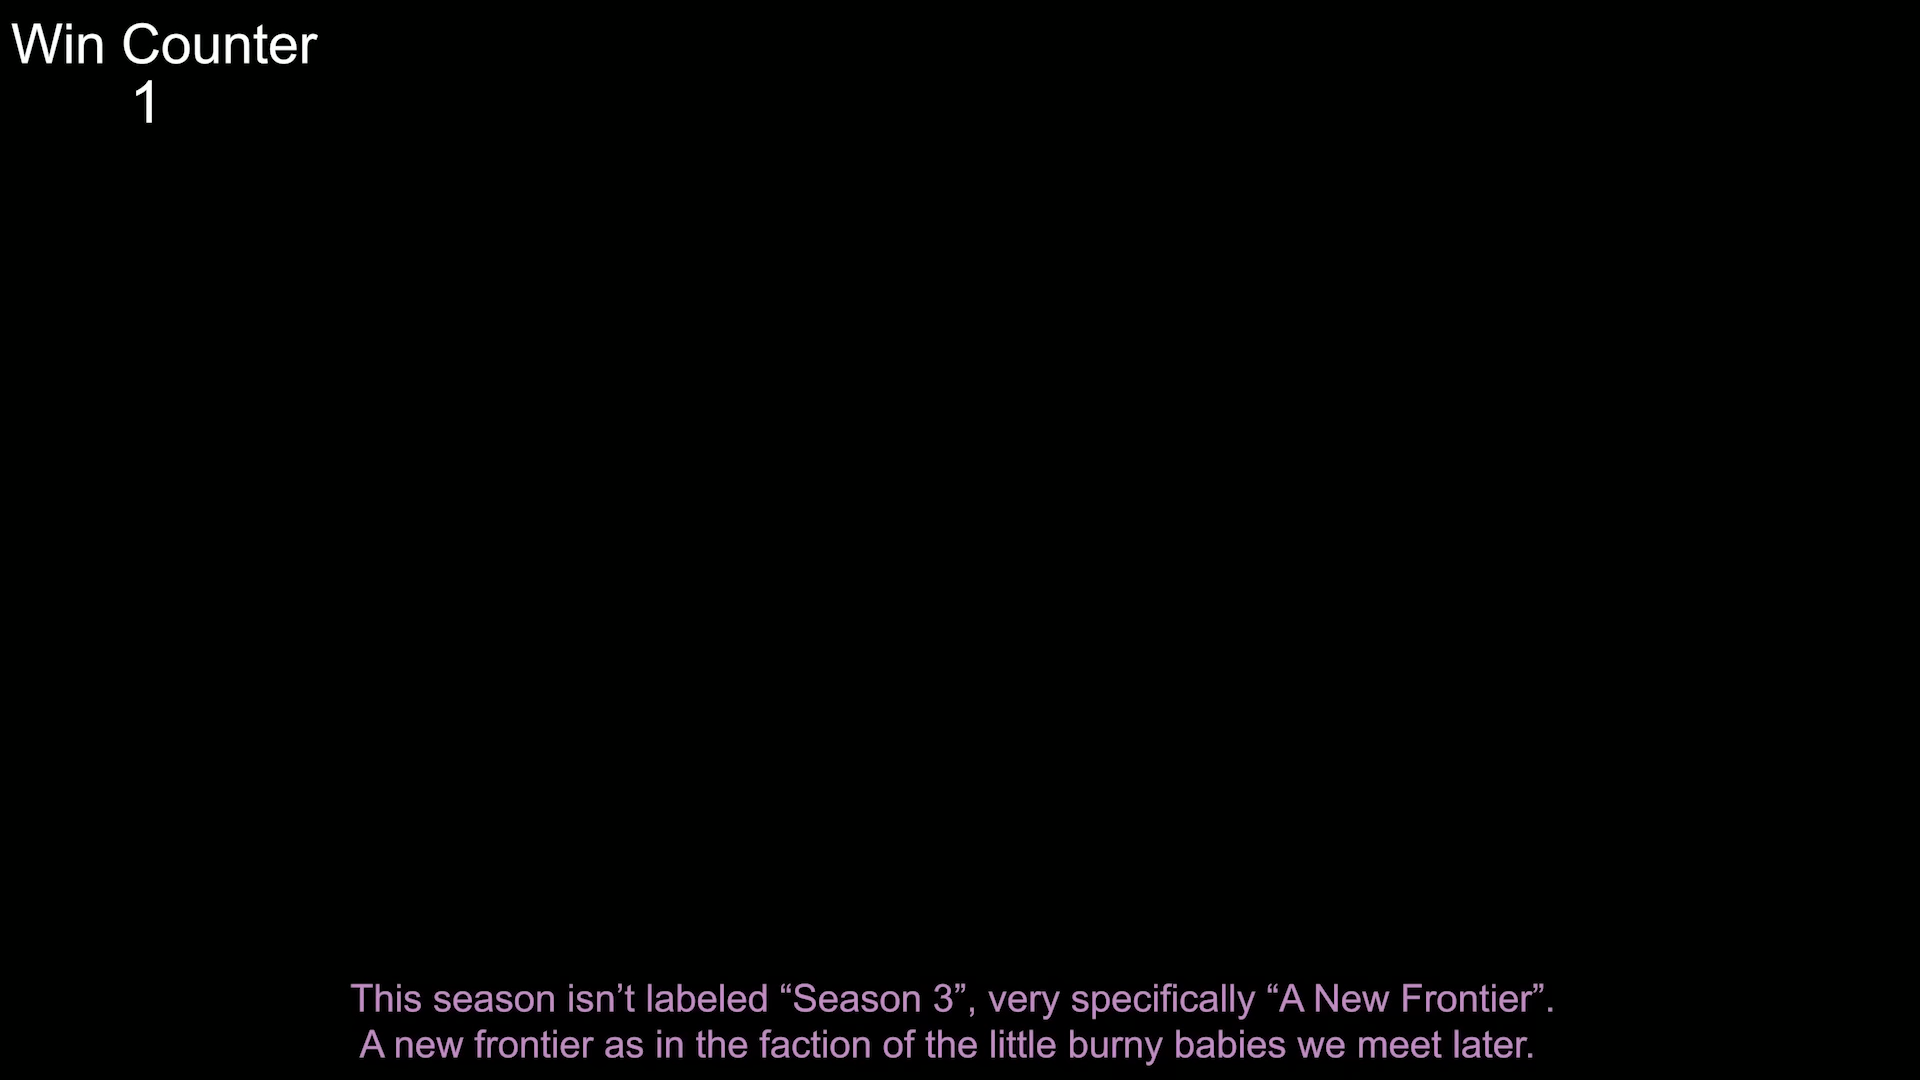 Win Counter
1
This season isn’t labeled “Season 3”, very specifically “A New Frontier”.
A new frontier as in the faction of the little burny babies we meet later.